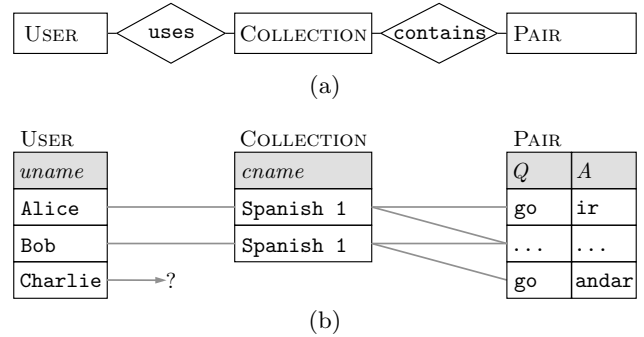 USER uses COLLECTION contains PAIR
(a)
USER COLLECTION PAIR
uname cname Q A
Alice Spanish 1 go ir
Bob Spanish 1 ... ...
Charlie ? go andar
(b)